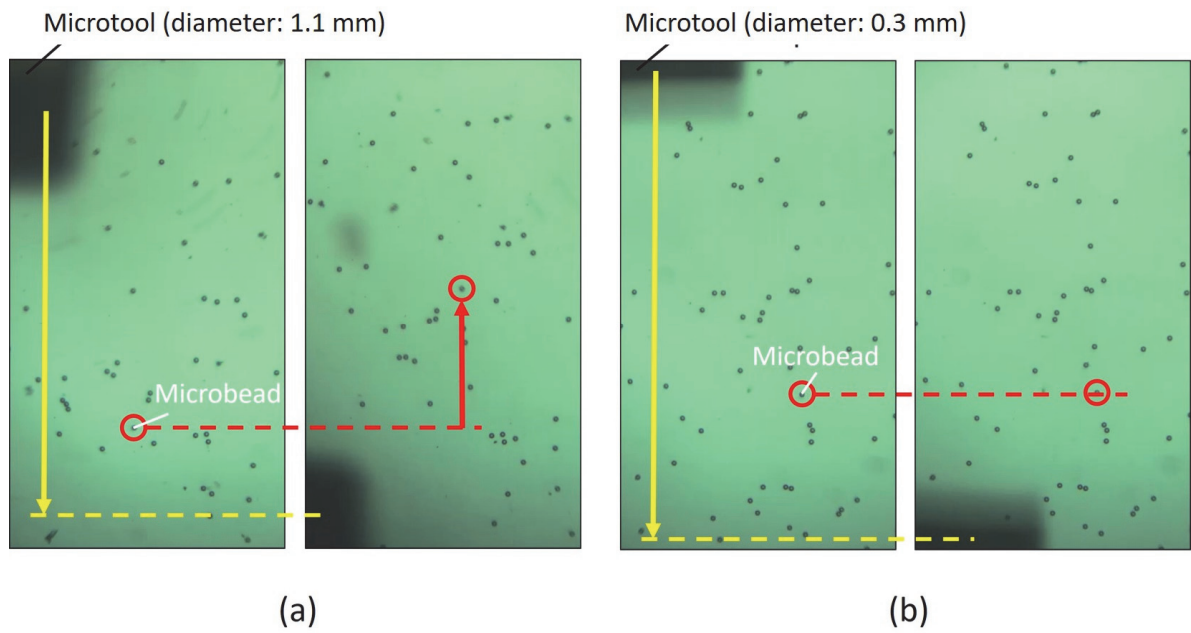 Microtool (diameter: 1.1 mm)
Microtool (diameter: 0.3 mm)
Microbead
Microbead
(a)
(b)